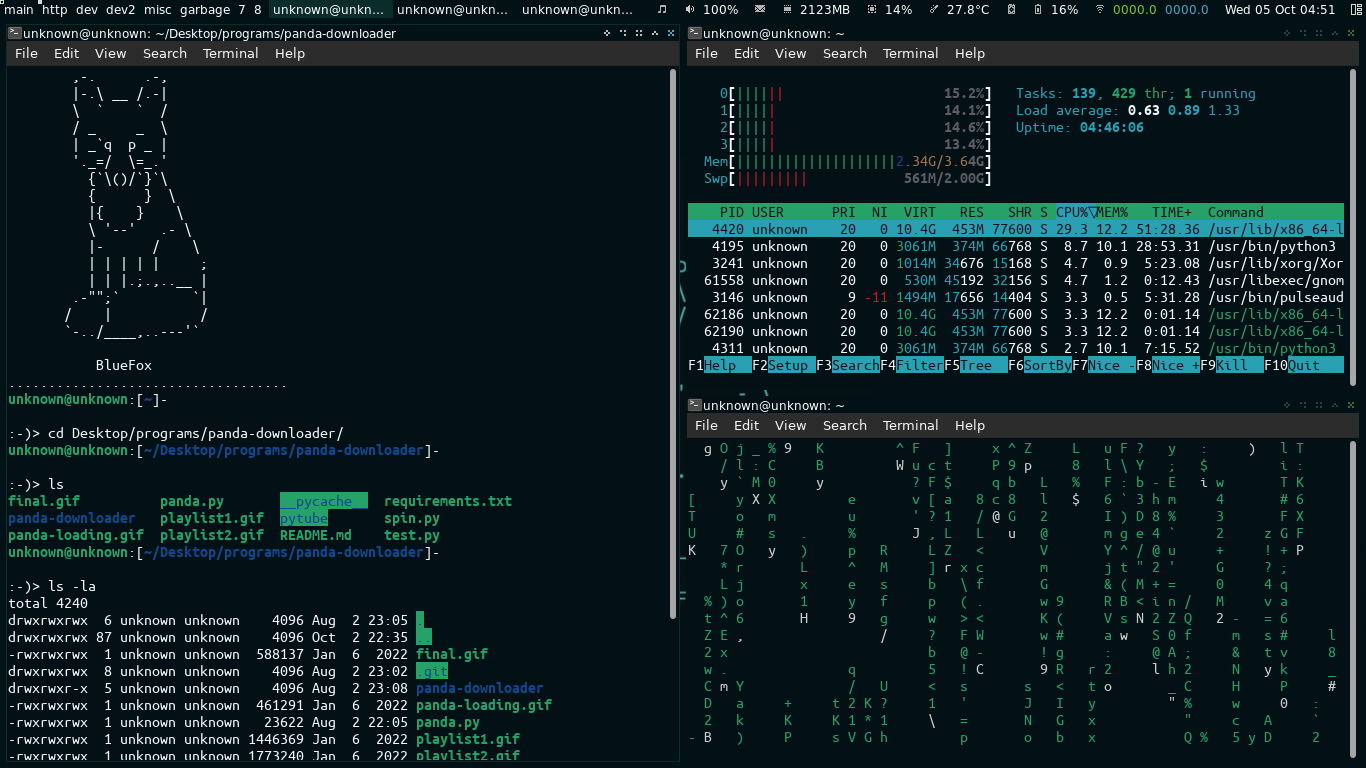 main http dev dev2 misc garbage 7 8 unknown@unkn... unknown@unkn... unknown@unkn... 100% 2123MB 14% 27.8°C 16% 0000.0 0000.0 Wed 05 Oct 04:51
unknown@unknown: ~/Desktop/programs/panda-downloader
File Edit View Search Terminal Help
BlueFox
..................................
unknown@unknown:[~]-
:-)> cd Desktop/programs/panda-downloader/
unknown@unknown:[~/Desktop/programs/panda-downloader]-
:-)> ls
final.gif panda.py __pycache__ requirements.txt
panda-downloader playlist1.gif pytube spin.py
panda-loading.gif playlist2.gif README.md test.py
unknown@unknown:[~/Desktop/programs/panda-downloader]-
:-)> ls -la
total 4240
drwxrwxrwx 6 unknown unknown 4096 Aug 2 23:05 .
drwxrwxrwx 87 unknown unknown 4096 Oct 2 22:35 ..
-rwxrwxrwx 1 unknown unknown 588137 Jan 6 2022 final.gif
drwxrwxrwx 8 unknown unknown 4096 Aug 2 23:02 .git
drwxrwxr-x 5 unknown unknown 4096 Aug 2 23:08 panda-downloader
-rwxrwxrwx 1 unknown unknown 461291 Jan 6 2022 panda-loading.gif
-rwxrwxrwx 1 unknown unknown 23622 Aug 2 22:05 panda.py
-rwxrwxrwx 1 unknown unknown 1446369 Jan 6 2022 playlist1.gif
-rwxrwxrwx 1 unknown unknown 1773240 Jan 6 2022 playlist2.gif
unknown@unknown: ~
File Edit View Search Terminal Help
0[|||||| 15.2%] Tasks: 139, 429 thr; 1 running
1[||||| 14.1%] Load average: 0.63 0.89 1.33
2[||||| 14.6%] Uptime: 04:46:06
3[||||| 13.4%]
Mem[||||||||||||||||||||2.34G/3.64G]
Swp[||||||||| 561M/2.00G]
PID USER PRI NI VIRT RES SHR S CPU%▽MEM% TIME+ Command
4420 unknown 20 0 10.4G 453M 77600 S 29.3 12.2 51:28.36 /usr/lib/x86_64-l
4195 unknown 20 0 3061M 374M 66768 S 8.7 10.1 28:53.31 /usr/bin/python3
3241 unknown 20 0 1014M 34676 15168 S 4.7 0.9 5:23.08 /usr/lib/xorg/Xor
61558 unknown 20 0 530M 45192 32156 S 4.7 1.2 0:12.43 /usr/libexec/gnom
3146 unknown 9 -11 1494M 17656 14404 S 3.3 0.5 5:31.28 /usr/bin/pulseaud
62186 unknown 20 0 10.4G 453M 77600 S 3.3 12.2 0:01.14 /usr/lib/x86_64-l
62190 unknown 20 0 10.4G 453M 77600 S 3.3 12.2 0:01.14 /usr/lib/x86_64-l
4311 unknown 20 0 3061M 374M 66768 S 2.7 10.1 7:15.52 /usr/bin/python3
F1Help F2Setup F3SearchF4FilterF5Tree F6SortByF7Nice -F8Nice +F9Kill F10Quit
unknown@unknown: ~
File Edit View Search Terminal Help